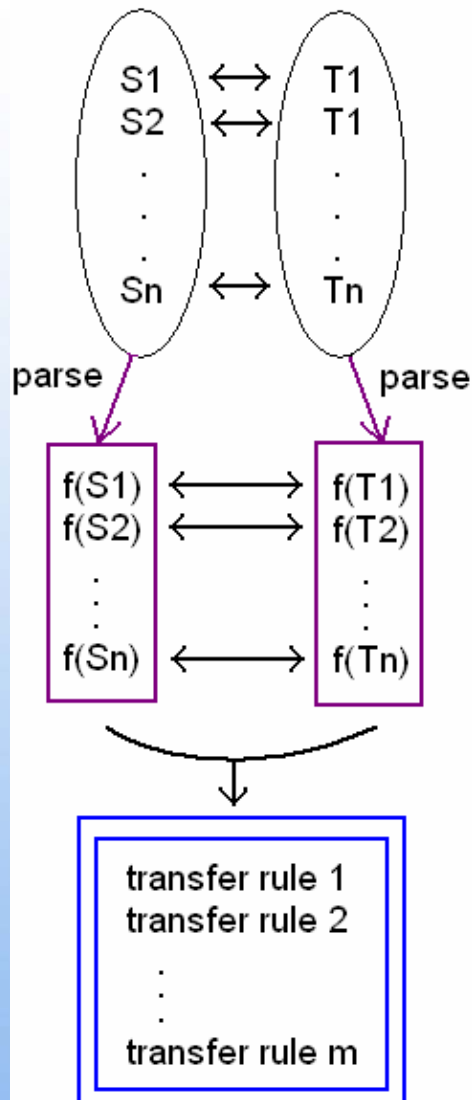 S1 ↔ T1
S2 ↔ T1
. .
. .
. .
Sn ↔ Tn
parse parse
f(S1) ↔ f(T1)
f(S2) ↔ f(T2)
. .
. .
. .
f(Sn) ↔ f(Tn)
transfer rule 1
transfer rule 2
.
.
.
transfer rule m